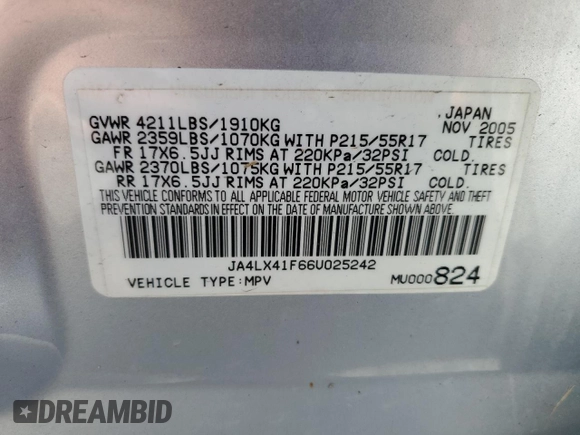 JAPAN
GVWR 4211LBS/1910KG NOV 2005
GAWR 2359LBS/1070KG WITH P215/55R17 TIRES
FR 17X6.5JJ RIMS AT 220KPa/32PSI COLD.
GAWR 2370LBS/1075KG WITH P215/55R17 TIRES
RR 17X6.5JJ RIMS AT 220KPa/32PSI COLD.
THIS VEHICLE CONFORMS TO ALL APPLICABLE FEDERAL MOTOR VEHICLE SAFETY AND THEFT
PREVENTION STANDARDS IN EFFECT ON THE DATE OF MANUFACTURE SHOWN ABOVE.
JA4LX41F66U025242
VEHICLE TYPE:MPV MU000824
DREAMBID